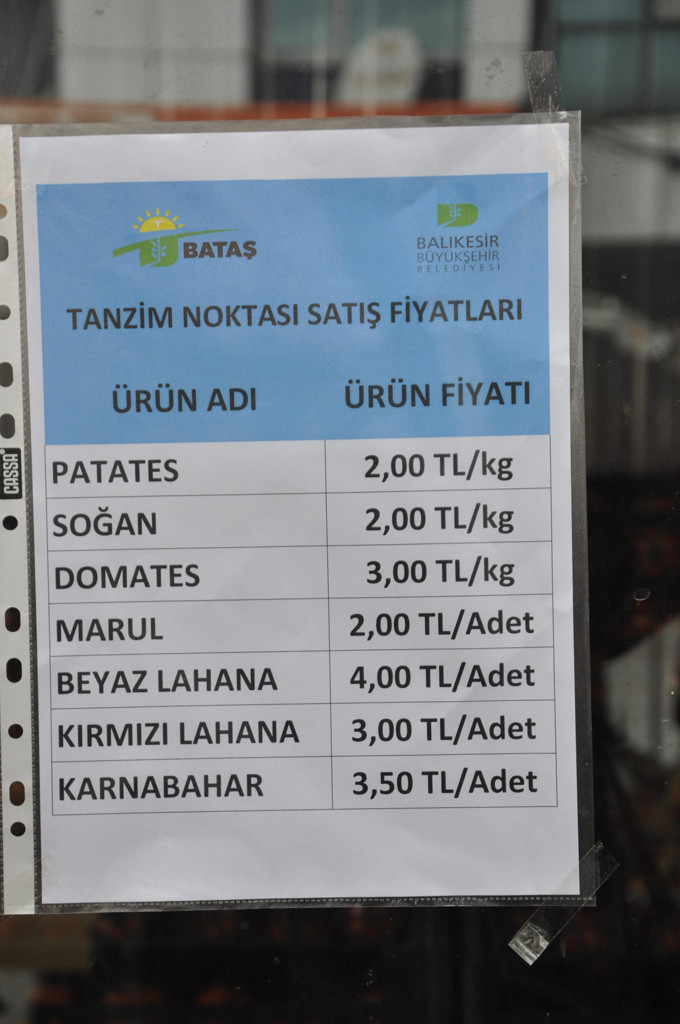 BATAŞ
BALIKESİR
BÜYÜKŞEHİR
BELEDİYESİ
TANZİM NOKTASI SATIŞ FİYATLARI
ÜRÜN ADI ÜRÜN FİYATI
PATATES 2,00 TL/kg
SOĞAN 2,00 TL/kg
DOMATES 3,00 TL/kg
MARUL 2,00 TL/Adet
BEYAZ LAHANA 4,00 TL/Adet
KIRMIZI LAHANA 3,00 TL/Adet
KARNABAHAR 3,50 TL/Adet
CASSA®